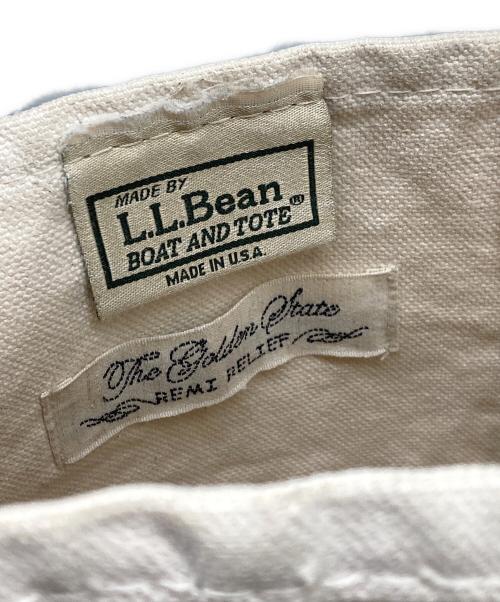 MADE BY
L.L.Bean®
BOAT AND TOTE
MADE IN U.S.A.
The Golden State
REMI RELIEF